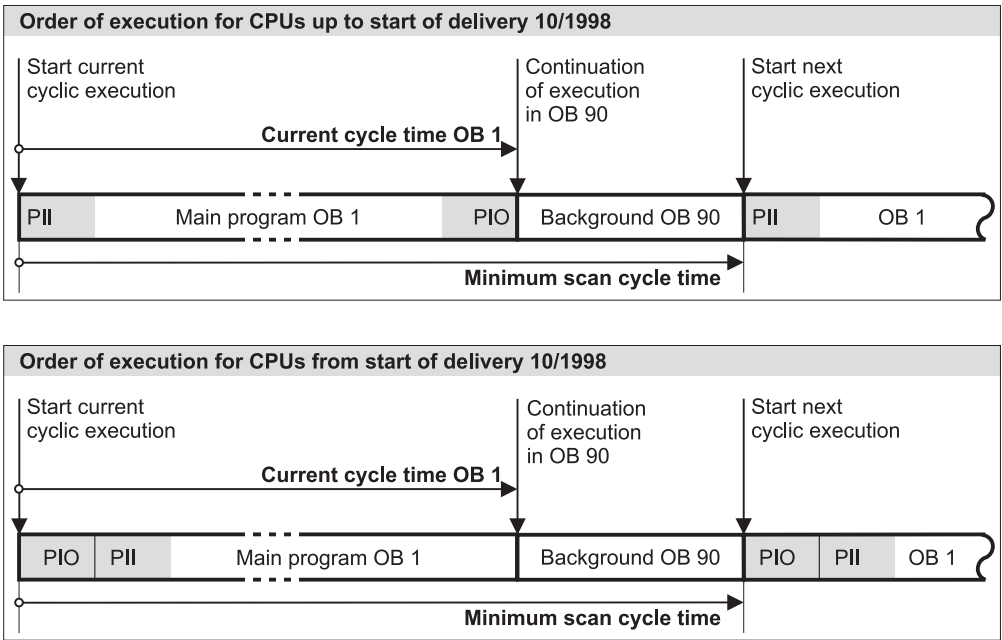 Order of execution for CPUs up to start of delivery 10/1998
Start current
cyclic execution
Continuation
of execution
in OB 90
Start next
cyclic execution
Current cycle time OB 1
PII
Main program OB 1
PIO
Background OB 90
PII
OB 1
Minimum scan cycle time
Order of execution for CPUs from start of delivery 10/1998
Start current
cyclic execution
Continuation
of execution
in OB 90
Start next
cyclic execution
Current cycle time OB 1
PIO
PII
Main program OB 1
Background OB 90
PIO
PII
OB 1
Minimum scan cycle time